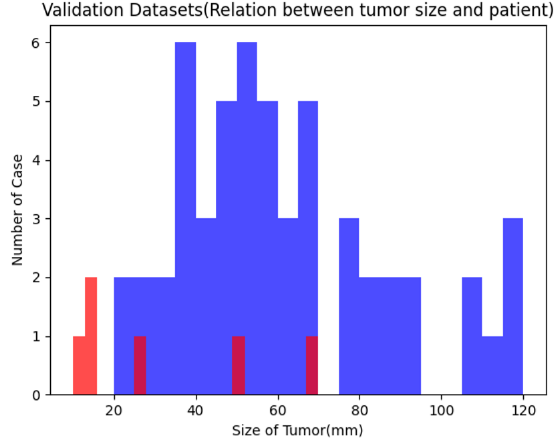 Validation Datasets(Relation between tumor size and patient)
Number of Case
6
5
4
3
2
1
0
20 40 60 80 100 120
Size of Tumor(mm)